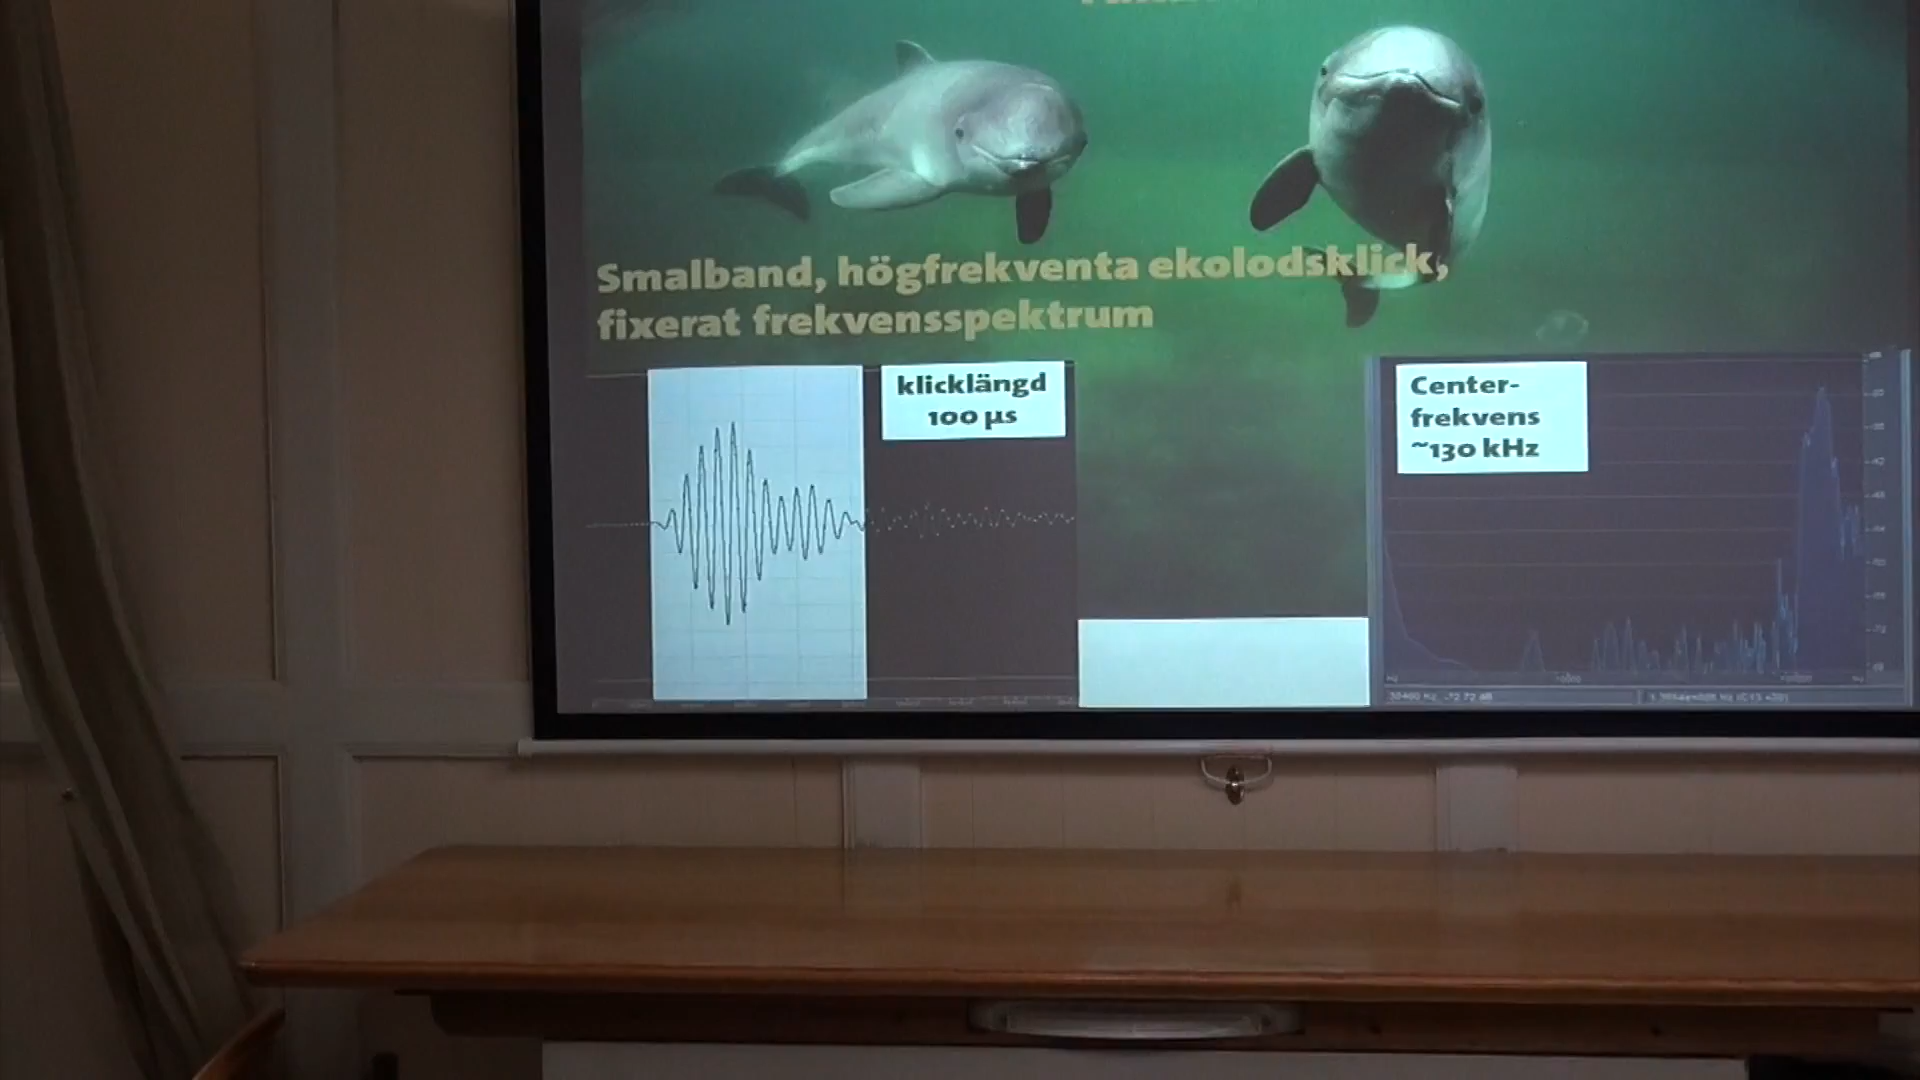 Smalband, högfrekventa ekolodsklick,
fixerat frekvensspektrum
klicklängd
100 µs
Center-
frekvens
~130 kHz